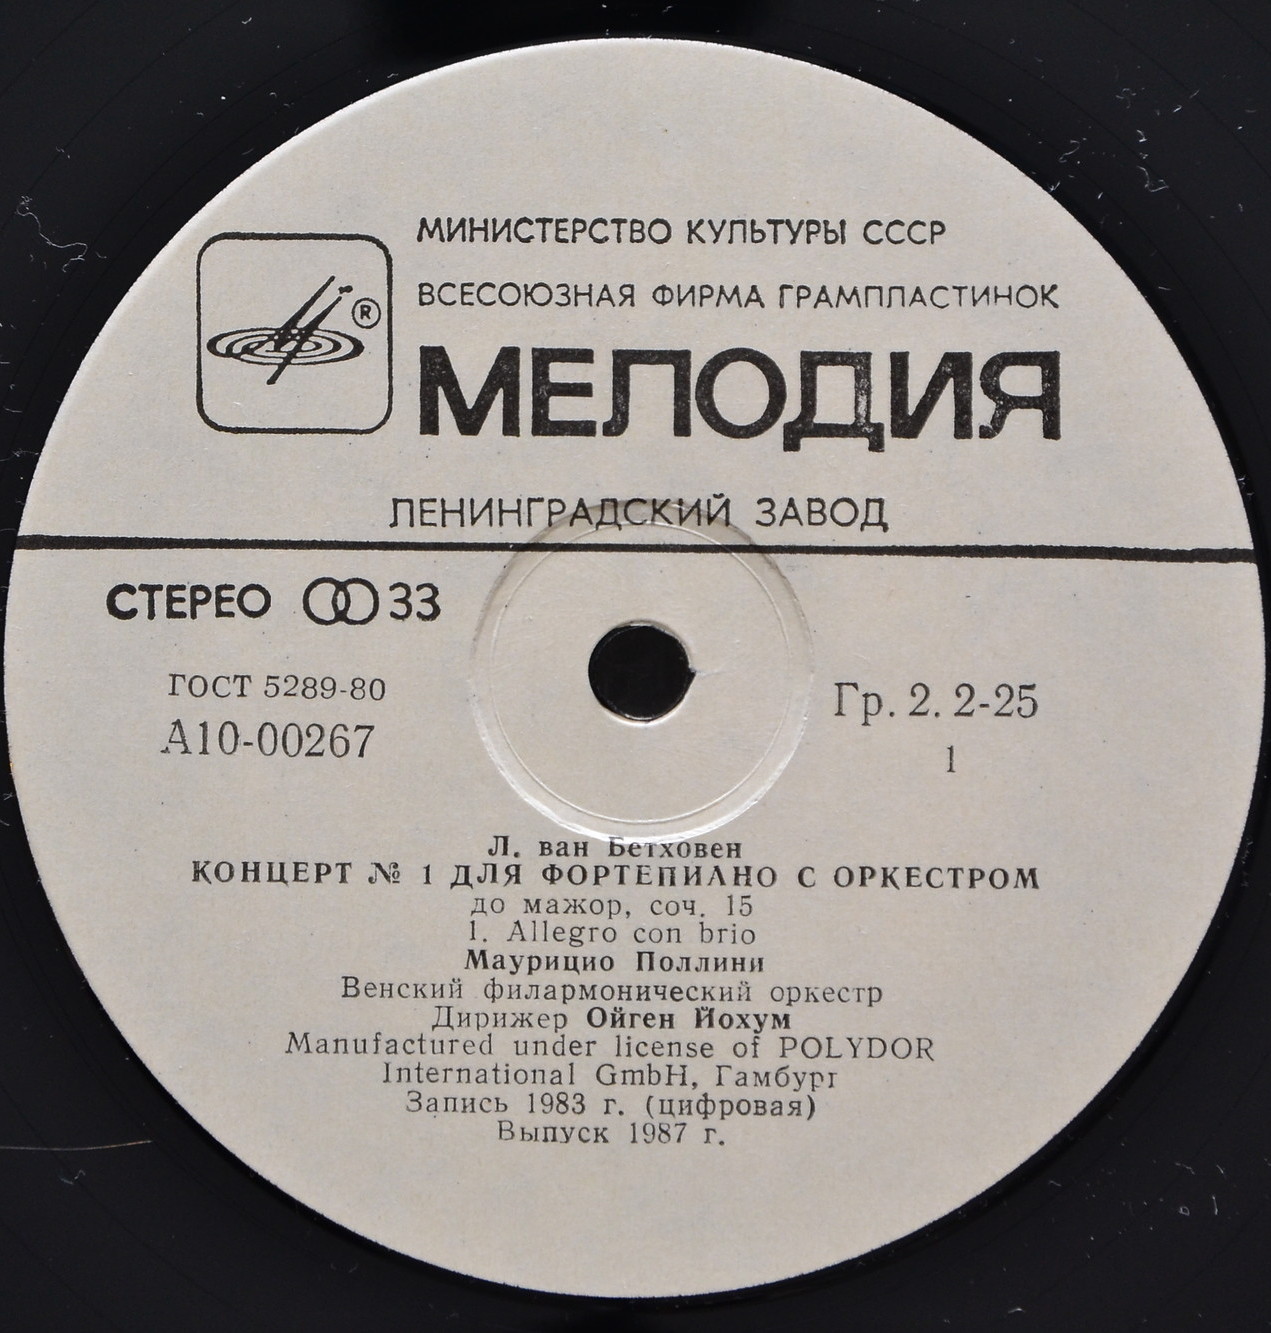 МИНИСТЕРСТВО КУЛЬТУРЫ СССР
ВСЕСОЮЗНАЯ ФИРМА ГРАМПЛАСТИНОК
®
МЕЛОДИЯ
ЛЕНИНГРАДСКИЙ ЗАВОД
СТЕРЕО 33
ГОСТ 5289-80
А10-00267
Гр. 2. 2-25
1
Л. ван Бетховен
КОНЦЕРТ № 1 ДЛЯ ФОРТЕПИАНО С ОРКЕСТРОМ
до мажор, соч. 15
1. Allegro con brio
Маурицио Поллини
Венский филармонический оркестр
Дирижер Ойген Йохум
Manufactured under license of POLYDOR
International GmbH, Гамбург
Запись 1983 г. (цифровая)
Выпуск 1987 г.